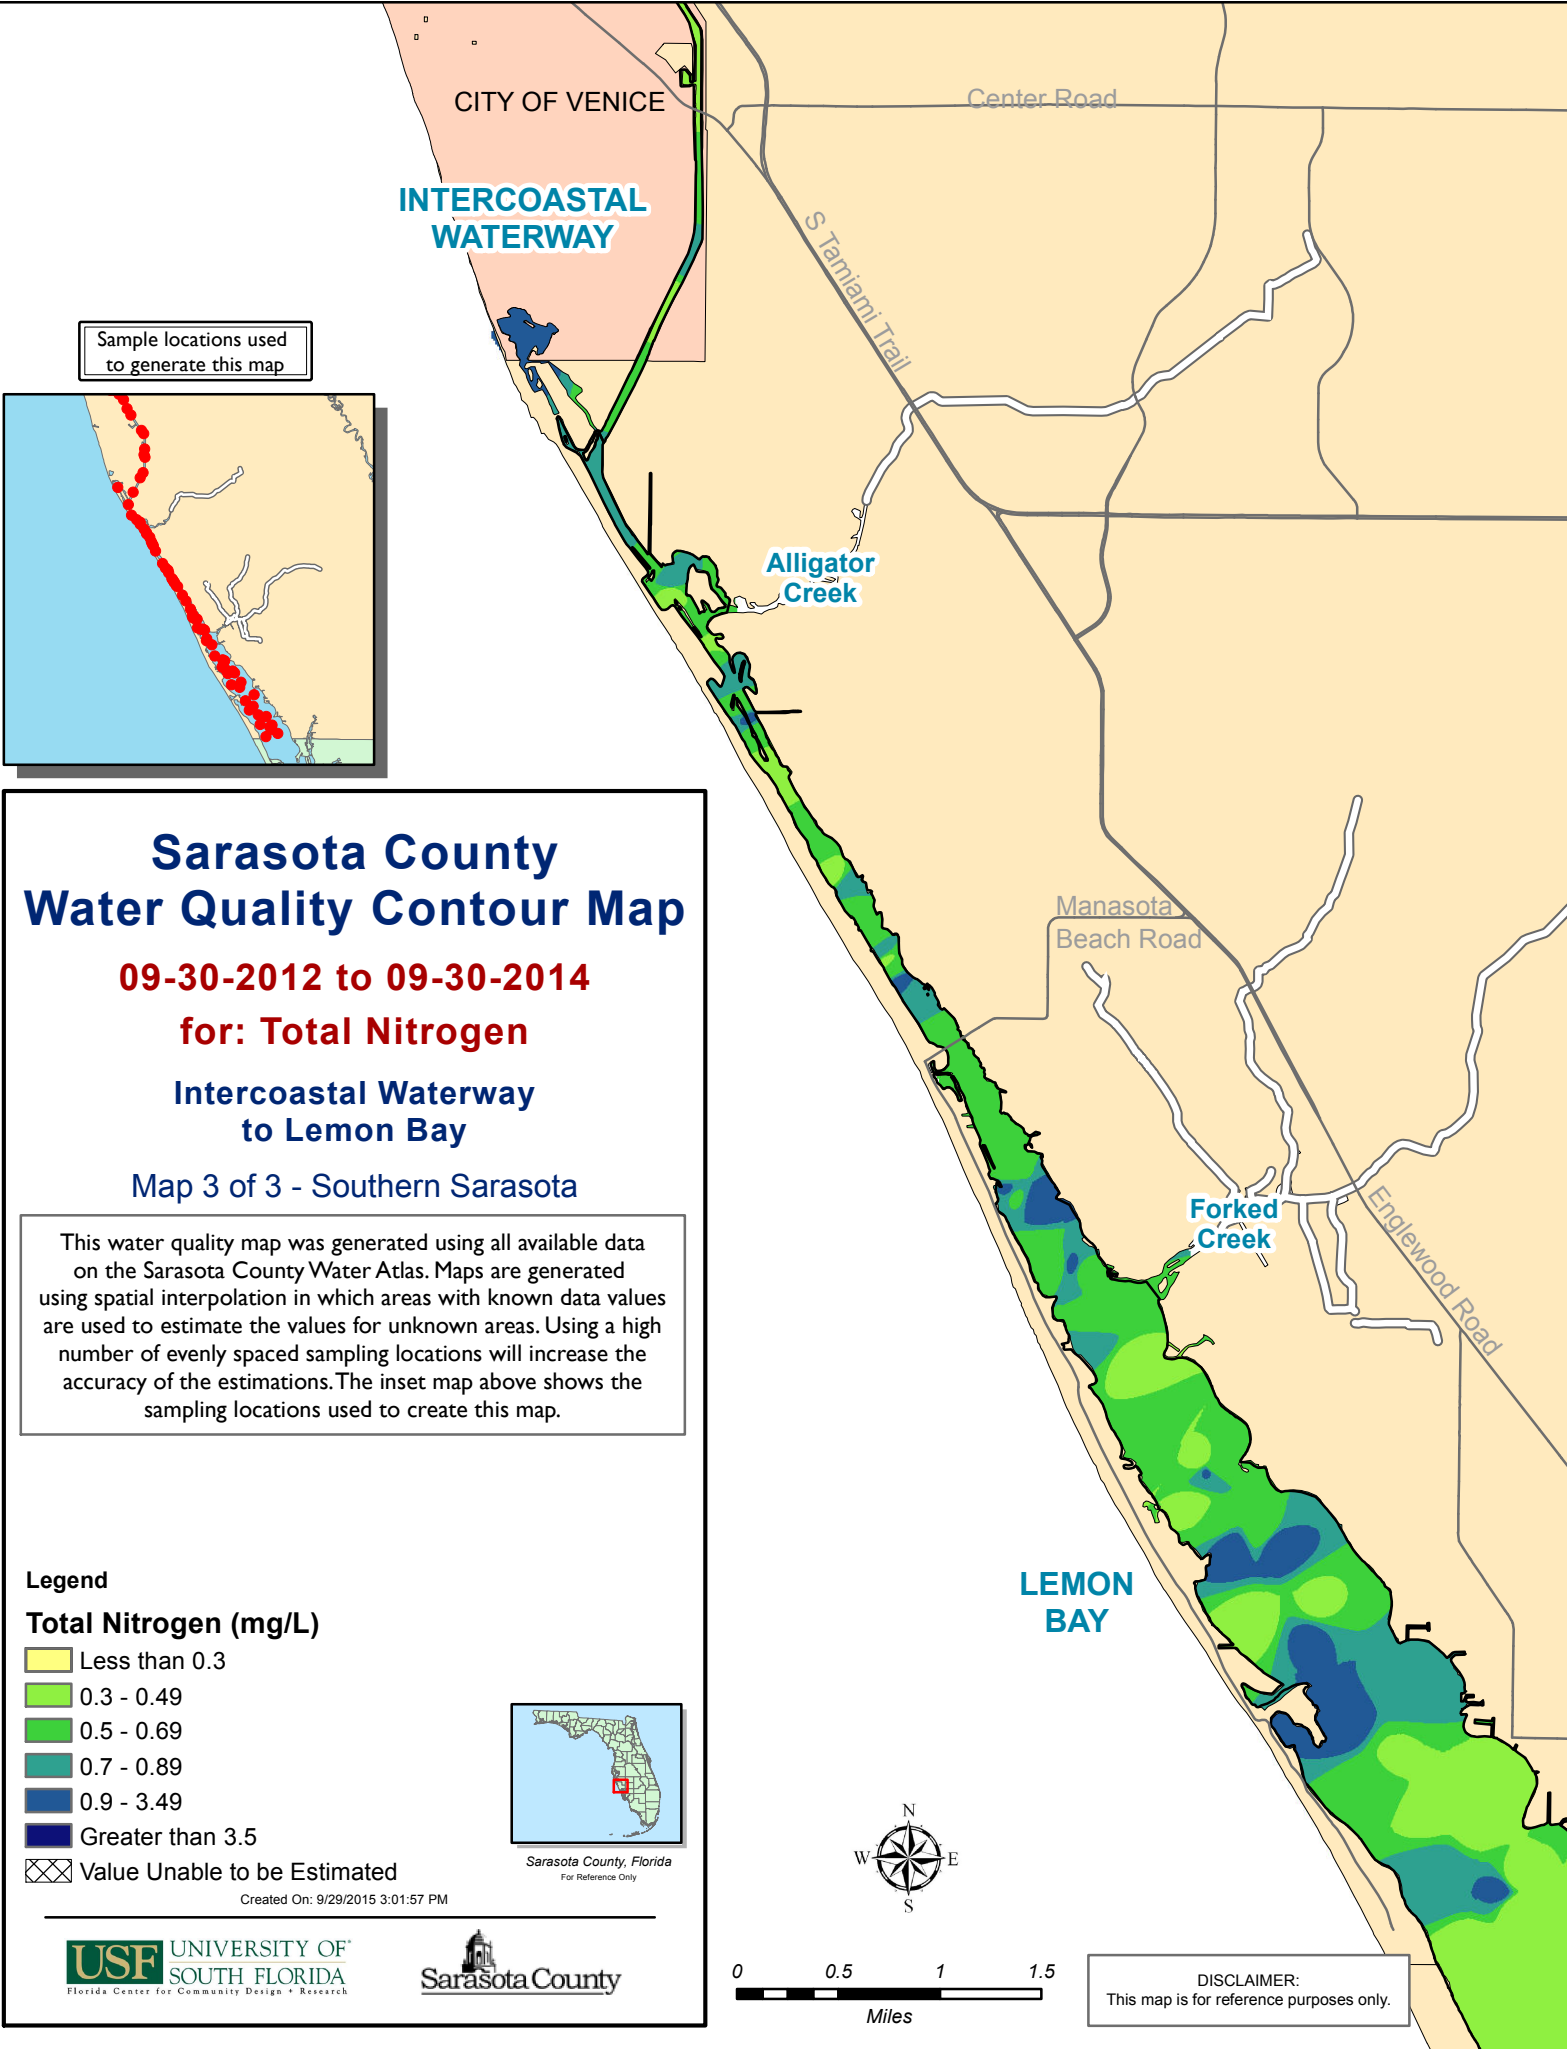 CITY OF VENICE
Center Road
INTERCOASTAL
WATERWAY
S Tamiami Trail
Sample locations used
to generate this map
Alligator
Creek
Sarasota County
Water Quality Contour Map
09-30-2012 to 09-30-2014
for: Total Nitrogen
Intercoastal Waterway
to Lemon Bay
Map 3 of 3 - Southern Sarasota
This water quality map was generated using all available data
on the Sarasota County Water Atlas. Maps are generated
using spatial interpolation in which areas with known data values
are used to estimate the values for unknown areas. Using a high
number of evenly spaced sampling locations will increase the
accuracy of the estimations. The inset map above shows the
sampling locations used to create this map.
Manasota
Beach Road
Forked
Creek
Englewood Road
LEMON
BAY
Legend
Total Nitrogen (mg/L)
Less than 0.3
0.3 - 0.49
0.5 - 0.69
0.7 - 0.89
0.9 - 3.49
Greater than 3.5
Value Unable to be Estimated
Sarasota County, Florida
For Reference Only
Created On: 9/29/2015 3:01:57 PM
USF
UNIVERSITY OF
SOUTH FLORIDA
Florida Center for Community Design + Research
Sarasota County
N
W
E
S
0 0.5 1 1.5
Miles
DISCLAIMER:
This map is for reference purposes only.